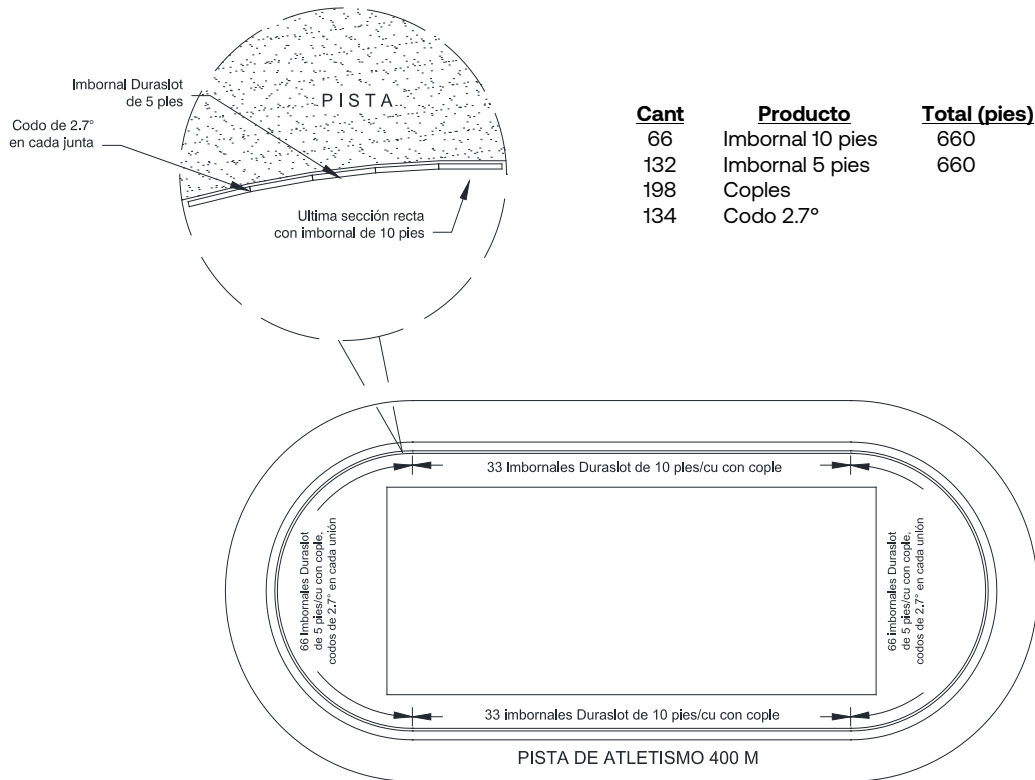 Imbornal Duraslot
de 5 pies
PISTA
Codo de 2.7°
en cada junta
Ultima sección recta
con imbornal de 10 pies
Cant Producto Total (pies)
66 Imbornal 10 pies 660
132 Imbornal 5 pies 660
198 Coples
134 Codo 2.7°
33 Imbornales Duraslot de 10 pies/cu con cople
66 Imbornales Duraslot
de 5 pies/cu con cople,
codos de 2.7° en cada unión
66 Imbornales Duraslot
de 5 pies/cu con cople,
codos de 2.7° en cada unión
33 imbornales Duraslot de 10 pies/cu con cople
PISTA DE ATLETISMO 400 M